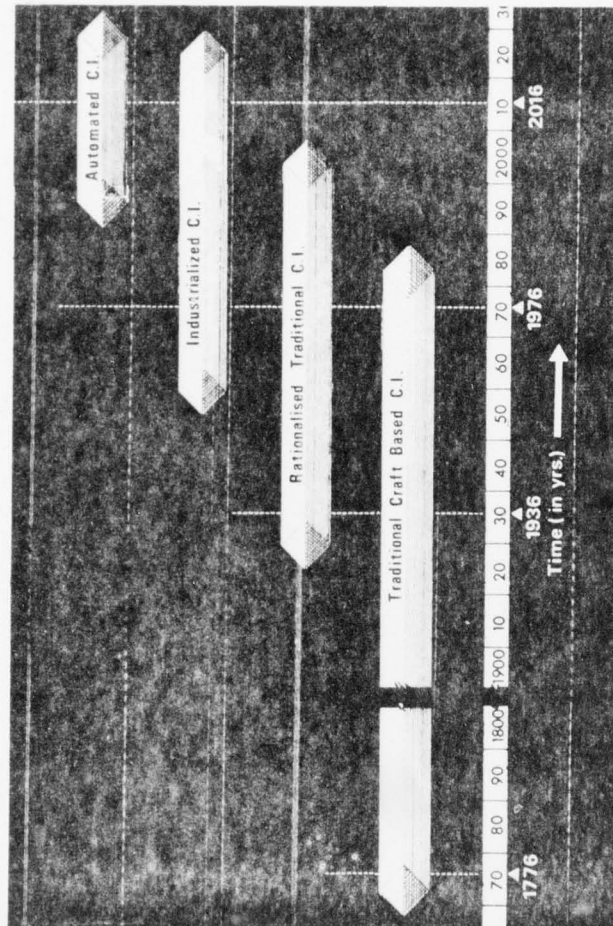 Automated C.I.
Industrialized C.I.
Rationalised Traditional C.I.
Traditional Craft Based C.I.
70 80 90 1800 1900 10 20 30 40 50 60 70 80 90 2000 10 20
1776 1936 1976 2016
Time (in yrs.)